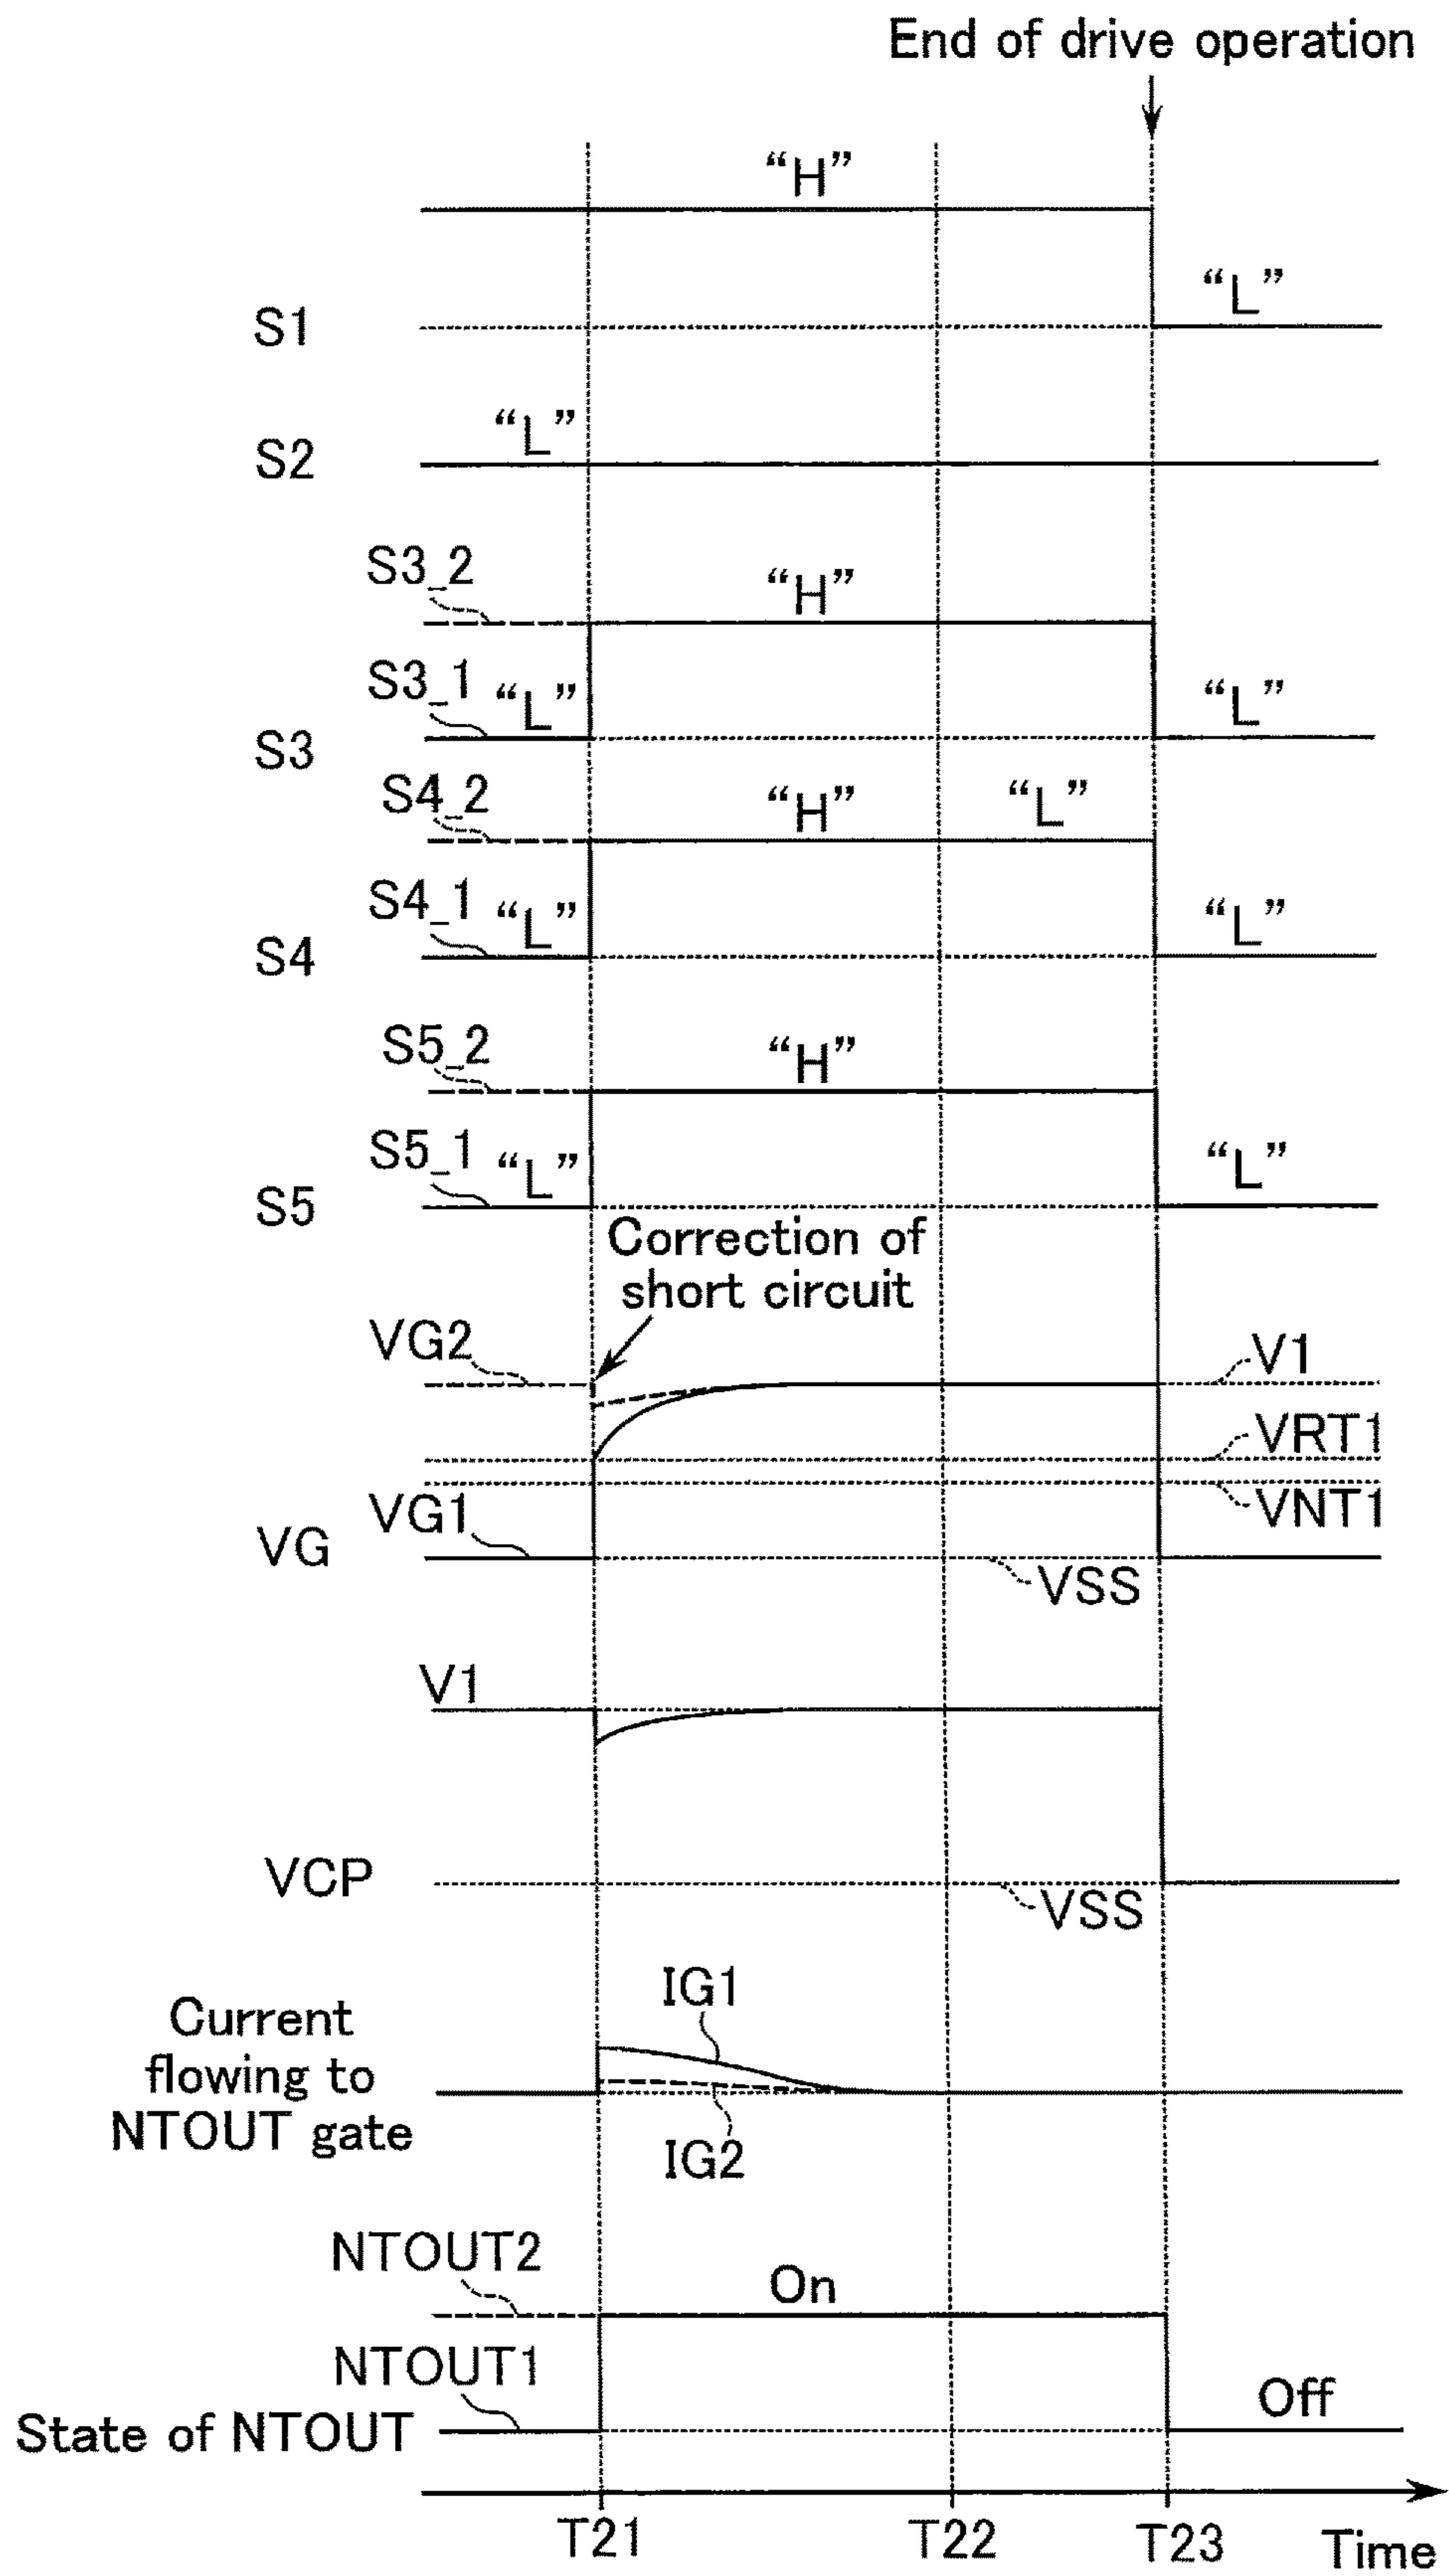 End of drive operation
“H”
“L”
S1
“L”
S2
S3_2
“H”
S3_1 “L”
“L”
S3
S4_2
“H”
“L”
S4_1 “L”
“L”
S4
S5_2
“H”
S5_1 “L”
“L”
S5
Correction of
short circuit
VG2
V1
VRT1
VG1
VNT1
VG
VSS
V1
VCP
VSS
IG1
Current
flowing to
NTOUT gate
IG2
NTOUT2
On
NTOUT1
Off
State of NTOUT
T21
T22
T23
Time